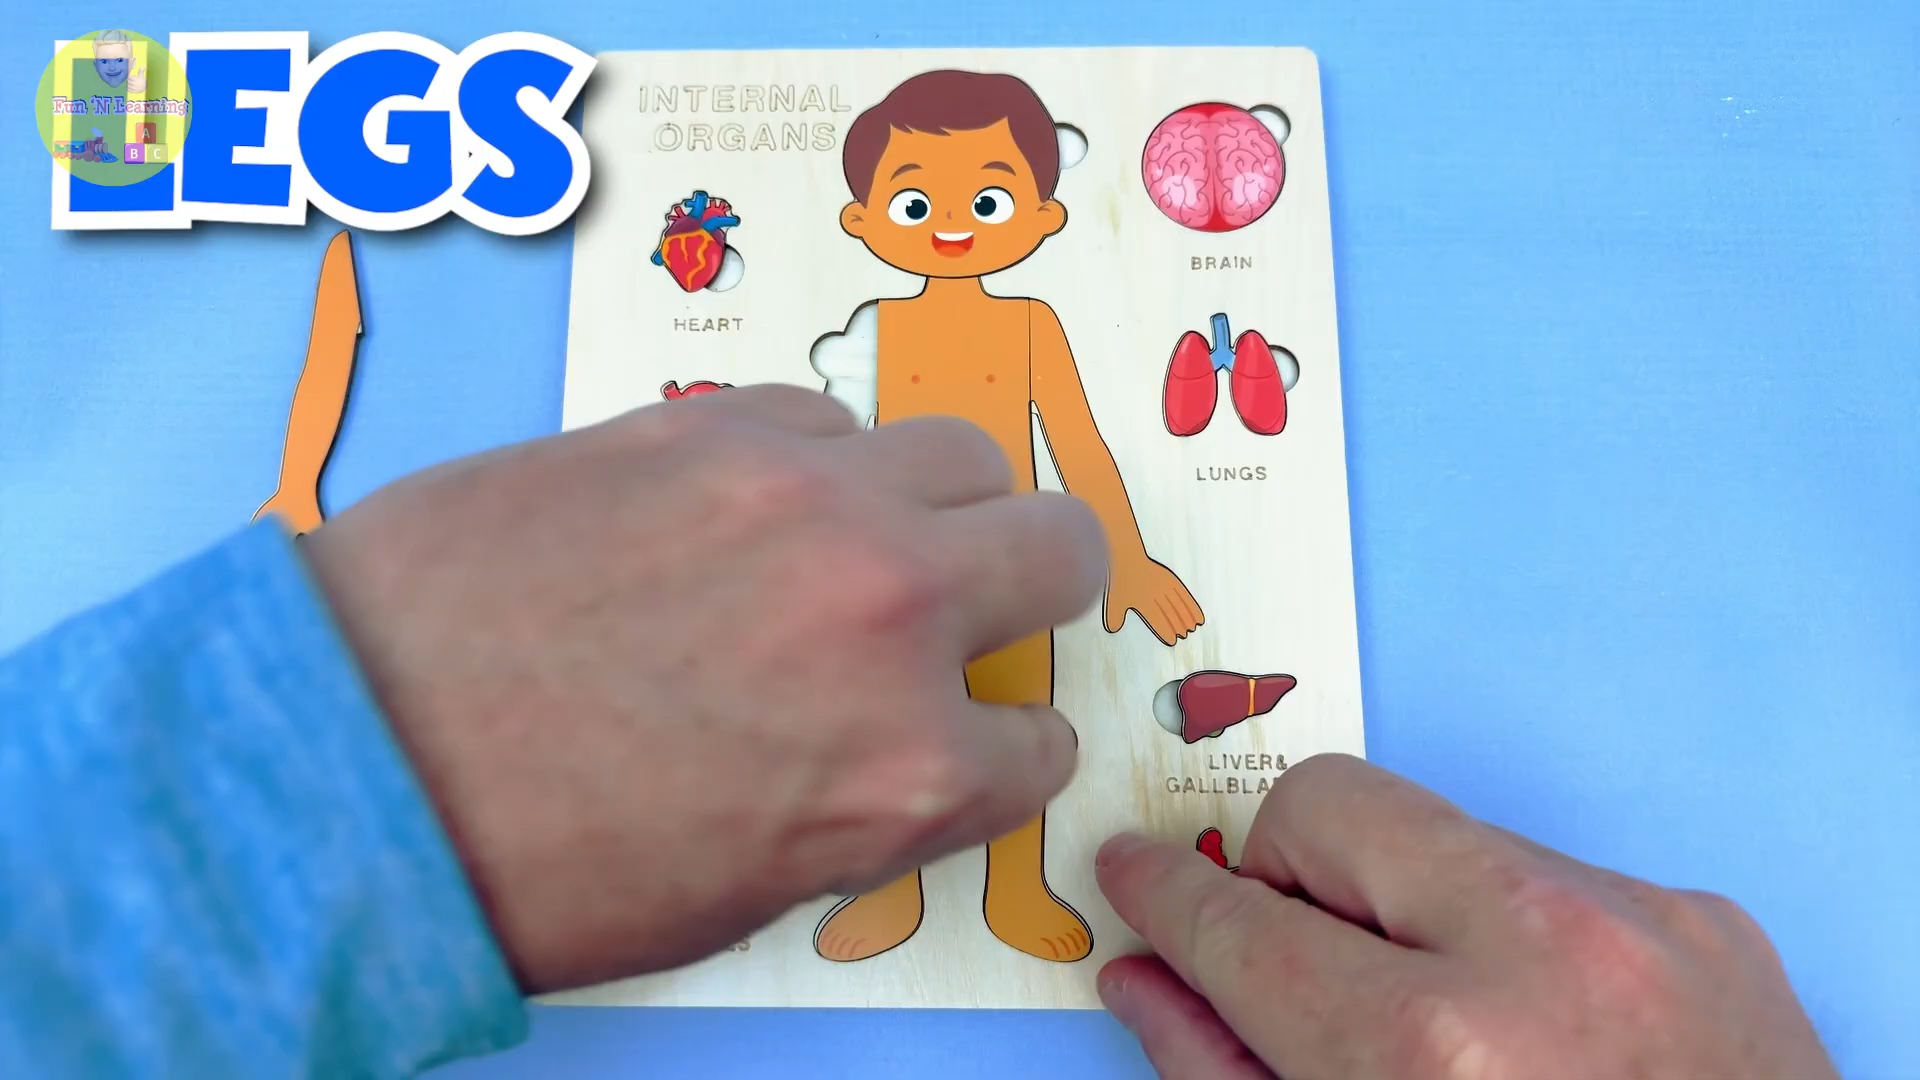 LEGS
Fun 'N Learning
A
B C
INTERNAL
ORGANS
HEART
BRAIN
LUNGS
LIVER&